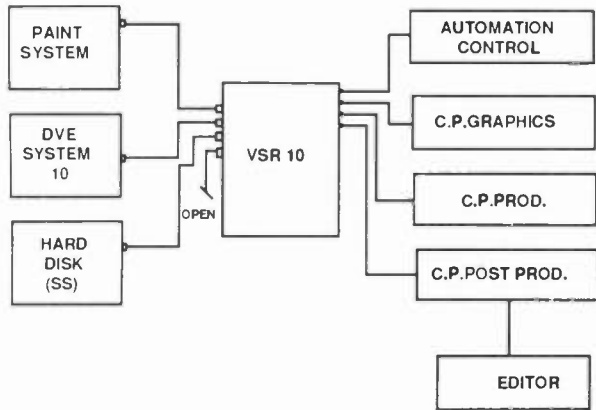 PAINT
SYSTEM
DVE
SYSTEM
10
HARD
DISK
(SS)
OPEN
VSR 10
AUTOMATION
CONTROL
C.P.GRAPHICS
C.P.PROD.
C.P.POST PROD.
EDITOR